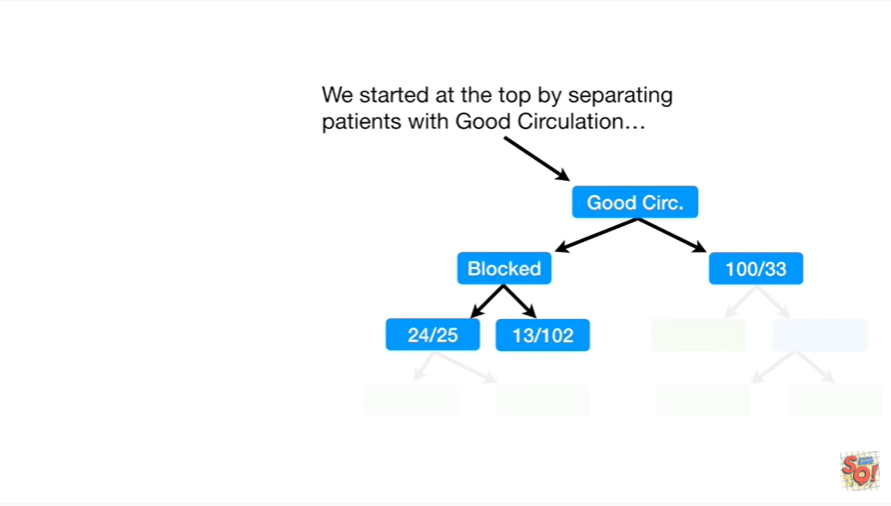 We started at the top by separating
patients with Good Circulation…
Good Circ.
Blocked
100/33
24/25
13/102
SO!